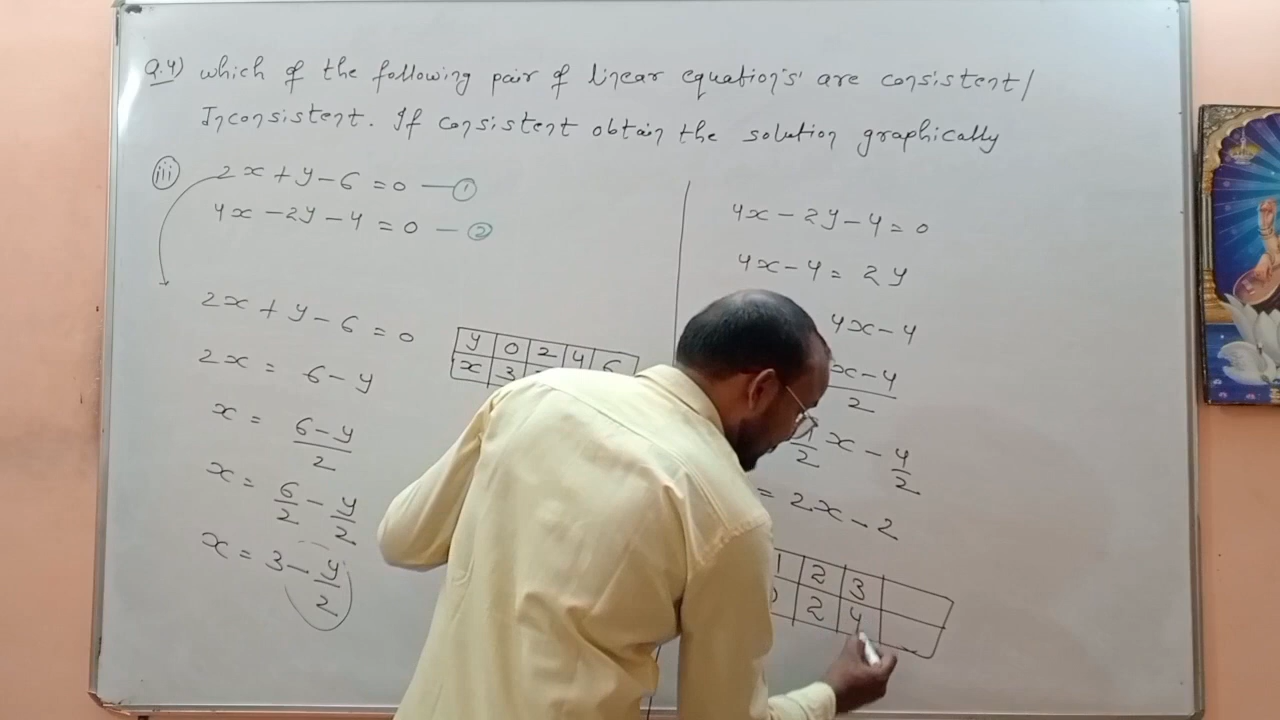 Q.4) which of the following pair of linear equation's are consistent/
Inconsistent. If consistent obtain the solution graphically
(iii) 2x + y - 6 = 0 — ①
4x - 2y - 4 = 0 — ②
2x + y - 6 = 0
2x = 6 - y
x = (6 - y)/2
x = 6/2 - y/2
x = 3 - y/2
y 0 2 4 6
x 3
4x - 2y - 4 = 0
4x - 4 = 2y
4x - 4
x - 4
2
x - 4/2
= 2x - 2
1 2 3
2 4